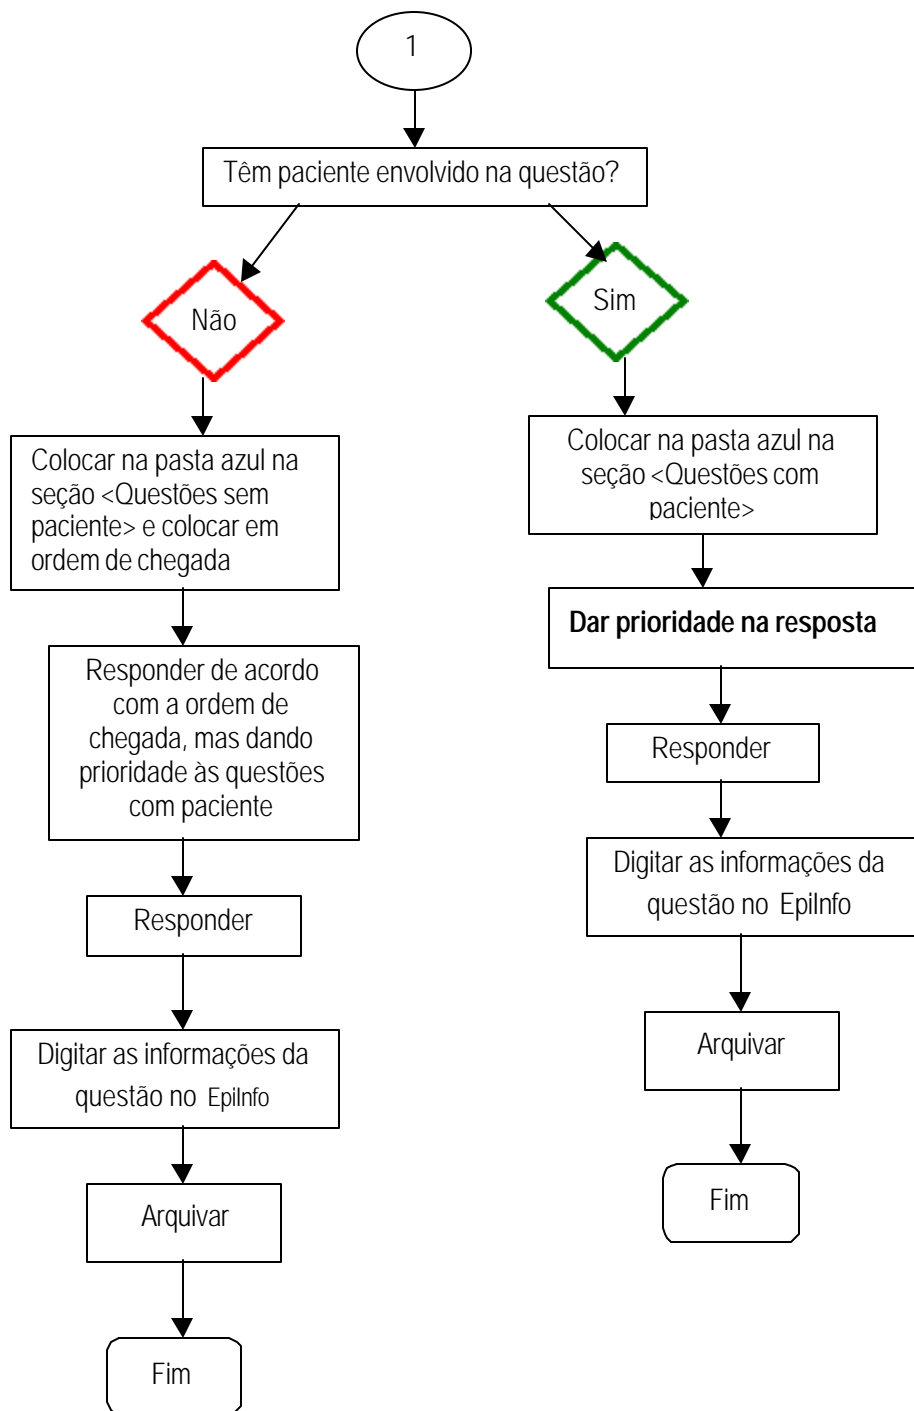 1
Têm paciente envolvido na questão?
Não
Colocar na pasta azul na
seção <Questões sem
paciente> e colocar em
ordem de chegada
Responder de acordo
com a ordem de
chegada, mas dando
prioridade às questões
com paciente
Responder
Digitar as informações da
questão no EpiInfo
Arquivar
Fim
Sim
Colocar na pasta azul na
seção <Questões com
paciente>
Dar prioridade na resposta
Responder
Digitar as informações da
questão no EpiInfo
Arquivar
Fim